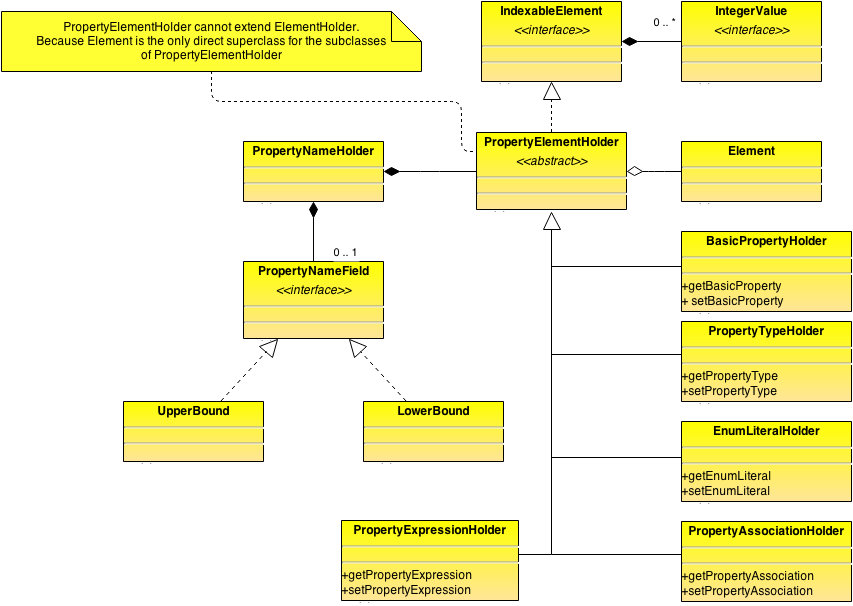 PropertyElementHolder cannot extend ElementHolder.
Because Element is the only direct superclass for the subclasses
of PropertyElementHolder
IndexableElement
<<interface>>
0 .. *
IntegerValue
<<interface>>
PropertyNameHolder
PropertyElementHolder
<<abstract>>
Element
0 .. 1
PropertyNameField
<<interface>>
BasicPropertyHolder
+getBasicProperty
+ setBasicProperty
PropertyTypeHolder
+getPropertyType
+setPropertyType
UpperBound
LowerBound
EnumLiteralHolder
+getEnumLiteral
+setEnumLiteral
PropertyExpressionHolder
+getPropertyExpression
+setPropertyExpression
PropertyAssociationHolder
+getPropertyAssociation
+setPropertyAssociation